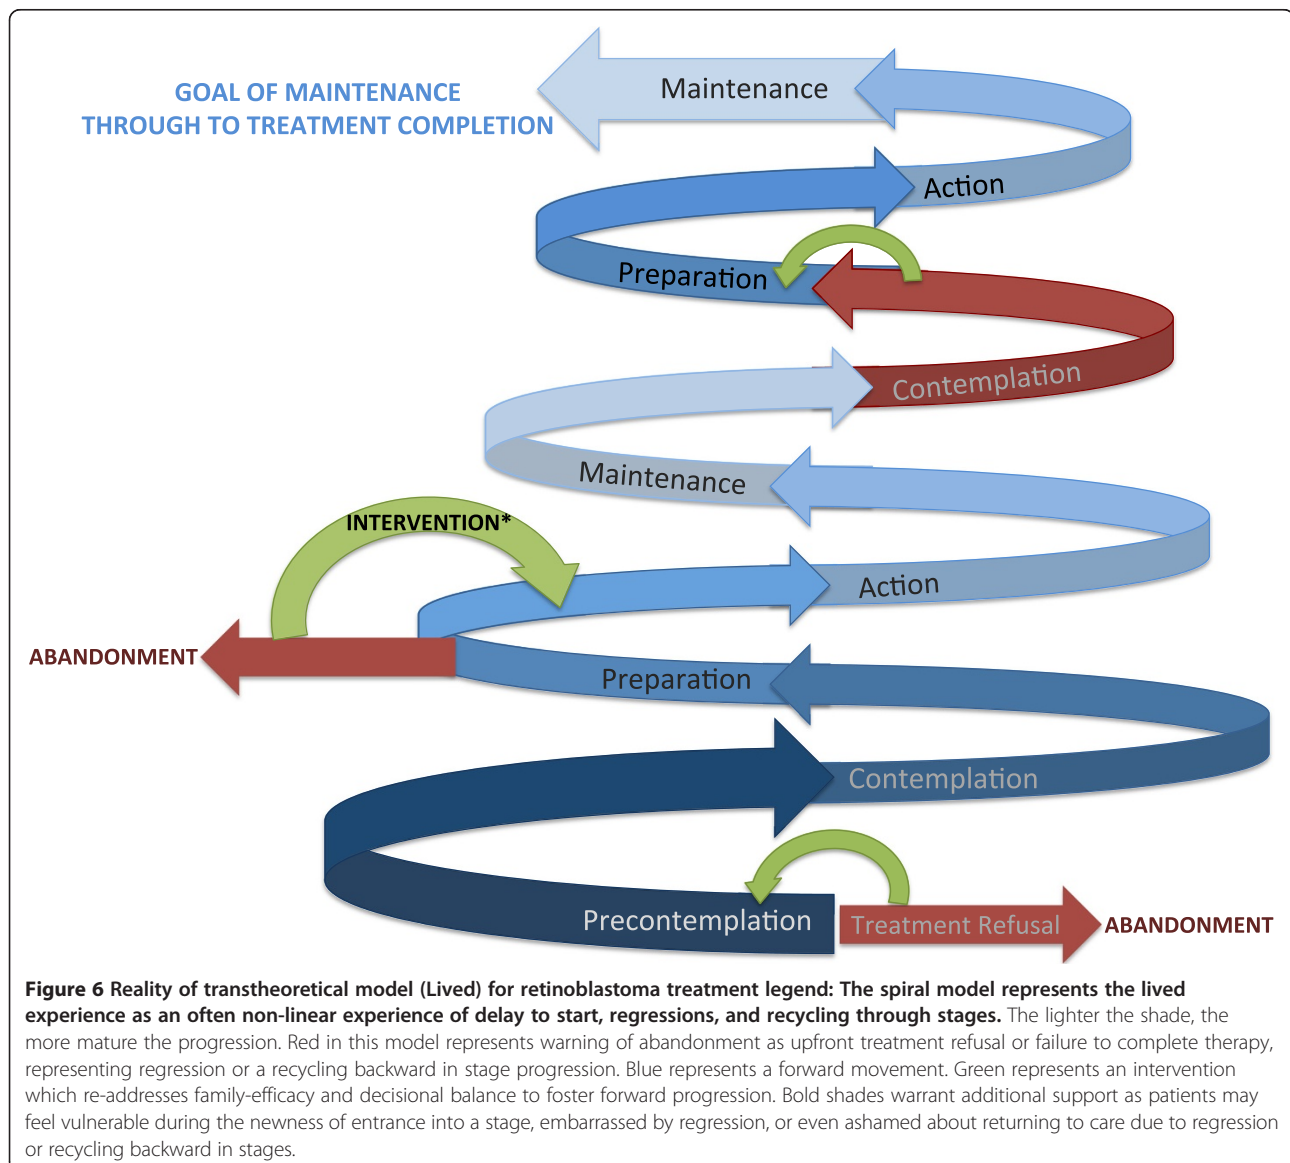 GOAL OF MAINTENANCE
THROUGH TO TREATMENT COMPLETION
Maintenance
Action
Preparation
Contemplation
Maintenance
INTERVENTION*
Action
ABANDONMENT
Preparation
Contemplation
Precontemplation
Treatment Refusal
ABANDONMENT
Figure 6 Reality of transtheoretical model (Lived) for retinoblastoma treatment legend: The spiral model represents the lived
experience as an often non-linear experience of delay to start, regressions, and recycling through stages. The lighter the shade, the
more mature the progression. Red in this model represents warning of abandonment as upfront treatment refusal or failure to complete therapy,
representing regression or a recycling backward in stage progression. Blue represents a forward movement. Green represents an intervention
which re-addresses family-efficacy and decisional balance to foster forward progression. Bold shades warrant additional support as patients may
feel vulnerable during the newness of entrance into a stage, embarrassed by regression, or even ashamed about returning to care due to regression
or recycling backward in stages.